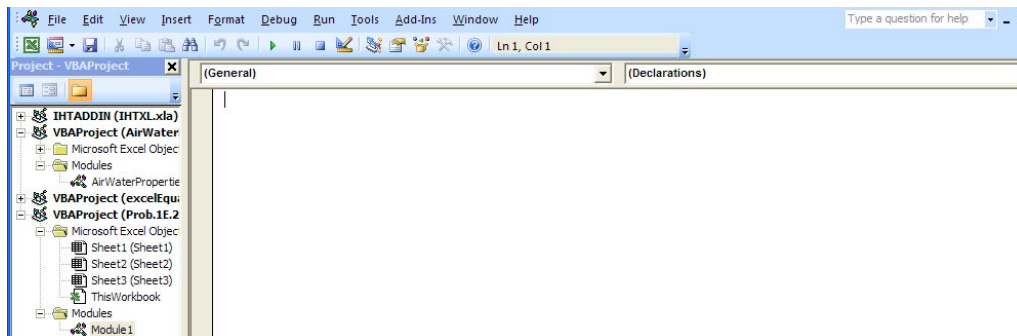 File Edit View Insert Format Debug Run Tools Add-Ins Window Help Type a question for help
Ln 1, Col 1
Project - VBAProject
(General) (Declarations)
IHTADDIN (IHTXL.xla)
VBAProject (AirWater
Microsoft Excel Objec
Modules
AirWaterPropertie
VBAProject (excelEqu
VBAProject (Prob.1E.2
Microsoft Excel Objec
Sheet1 (Sheet1)
Sheet2 (Sheet2)
Sheet3 (Sheet3)
ThisWorkbook
Modules
Module1